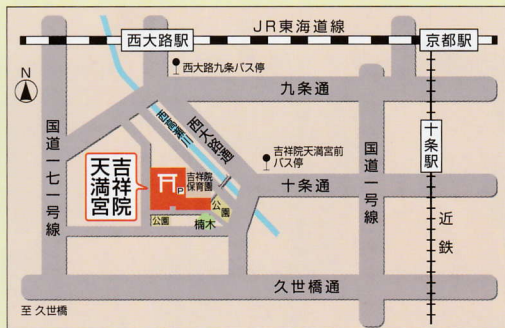 JR東海道線
西大路駅
京都駅
西大路九条バス停
N
九条通
国道一七一号線
西高瀬川
西大路通
吉祥院天満宮前
バス停
国道一号線
十条駅
吉祥院
天満宮
P
吉祥院
保育園
十条通
公園
公園
楠木
近鉄
久世橋通
至 久世橋